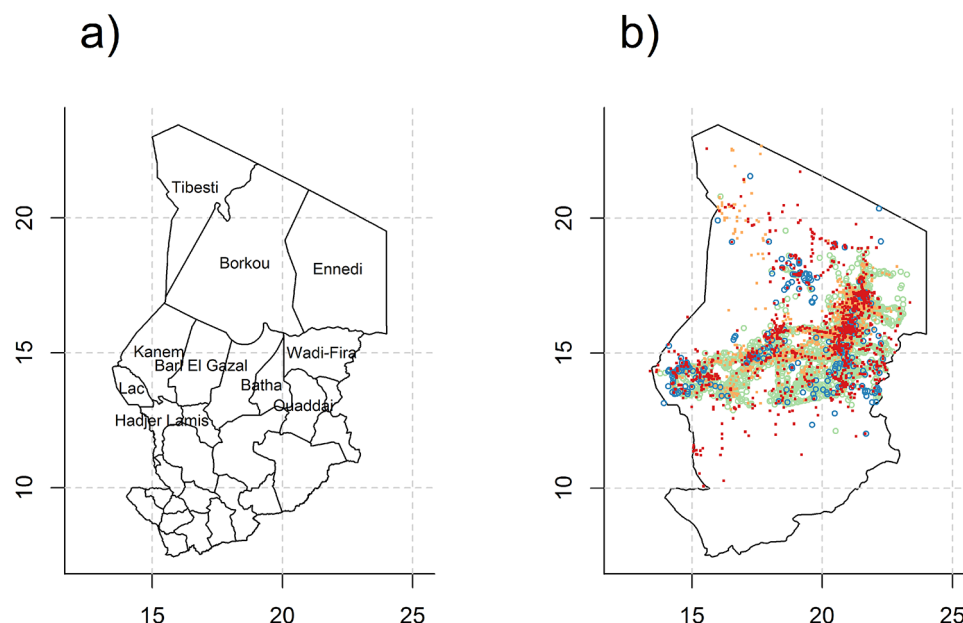 a)
b)
20
15
10
15
20
25
Tibesti
Borkou
Ennedi
Kanem
Barl El Gazal
Wadi-Fira
Lac
Batha
Ouaddai
Hadjer Lamis
20
15
10
15
20
25